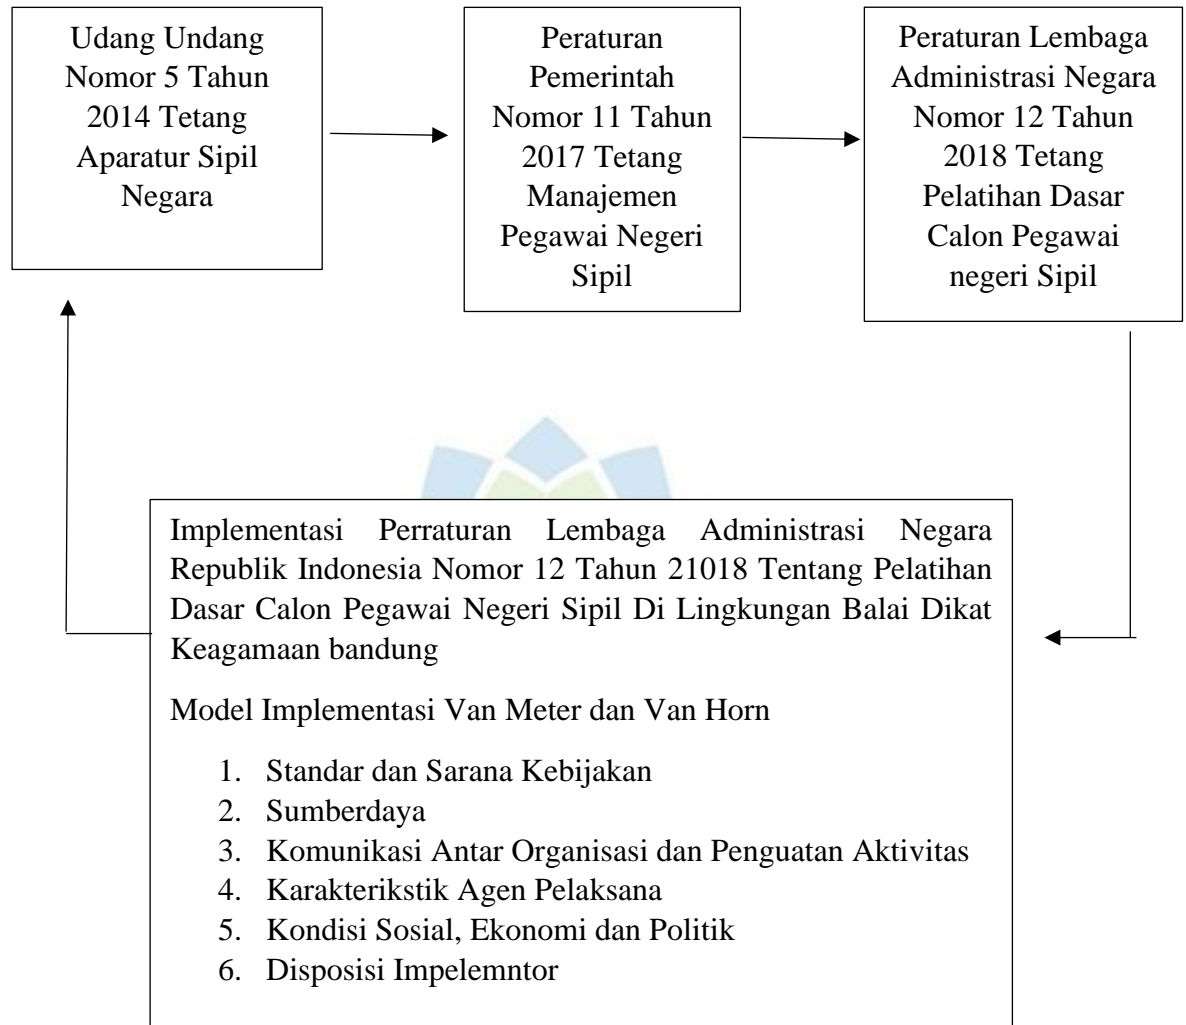 Udang Undang
Nomor 5 Tahun
2014 Tetang
Aparatur Sipil
Negara
Peraturan
Pemerintah
Nomor 11 Tahun
2017 Tetang
Manajemen
Pegawai Negeri
Sipil
Peraturan Lembaga
Administrasi Negara
Nomor 12 Tahun
2018 Tetang
Pelatihan Dasar
Calon Pegawai
negeri Sipil
Implementasi Perraturan Lembaga Administrasi Negara
Republik Indonesia Nomor 12 Tahun 21018 Tentang Pelatihan
Dasar Calon Pegawai Negeri Sipil Di Lingkungan Balai Dikat
Keagamaan bandung
Model Implementasi Van Meter dan Van Horn
1. Standar dan Sarana Kebijakan
2. Sumberdaya
3. Komunikasi Antar Organisasi dan Penguatan Aktivitas
4. Karakterikstik Agen Pelaksana
5. Kondisi Sosial, Ekonomi dan Politik
6. Disposisi Impelemntor